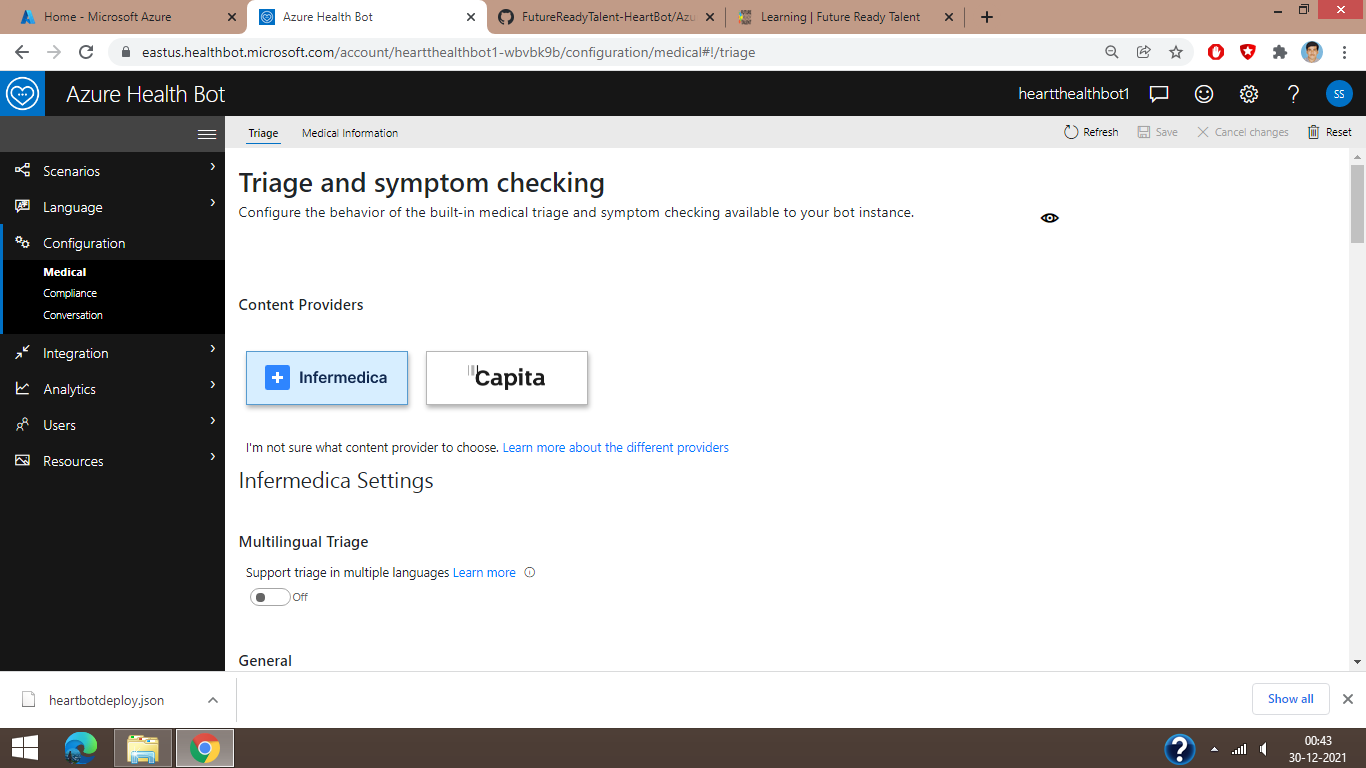 Home - Microsoft Azure
Azure Health Bot
FutureReadyTalent-HeartBot/Azu
Learning | Future Ready Talent
eastus.healthbot.microsoft.com/account/heartthealthbot1-wbvbk9b/configuration/medical#!/triage
Azure Health Bot
heartthealthbot1
SS
Triage
Medical Information
Refresh
Save
Cancel changes
Reset
Scenarios
Language
Configuration
Medical
Compliance
Conversation
Integration
Analytics
Users
Resources
Triage and symptom checking
Configure the behavior of the built-in medical triage and symptom checking available to your bot instance.
Content Providers
Infermedica
Capita
I'm not sure what content provider to choose. Learn more about the different providers
Infermedica Settings
Multilingual Triage
Support triage in multiple languages Learn more
Off
General
heartbotdeploy.json
Show all
00:43
30-12-2021